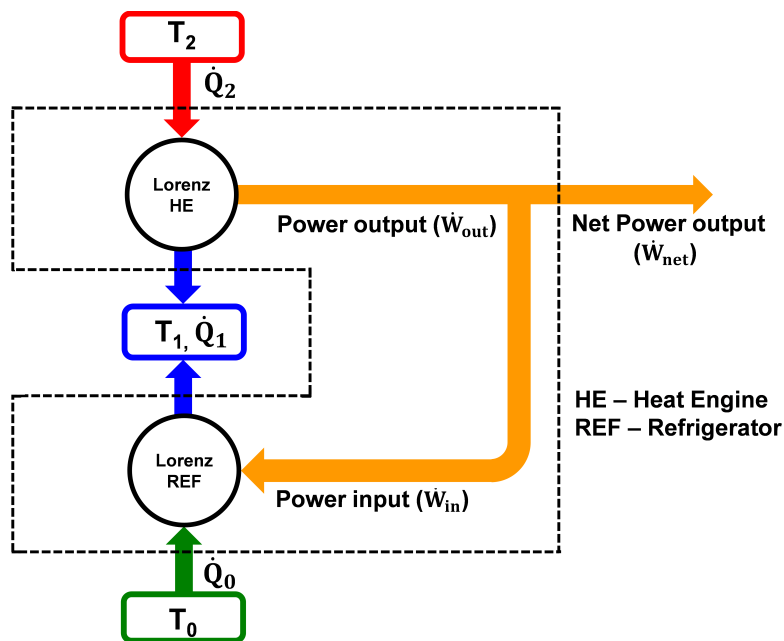 T₂
Q̇₂
Lorenz
HE
Power output (Ẇout)
Net Power output
(Ẇnet)
T₁, Q̇₁
HE – Heat Engine
REF – Refrigerator
Lorenz
REF
Power input (Ẇin)
Q̇₀
T₀